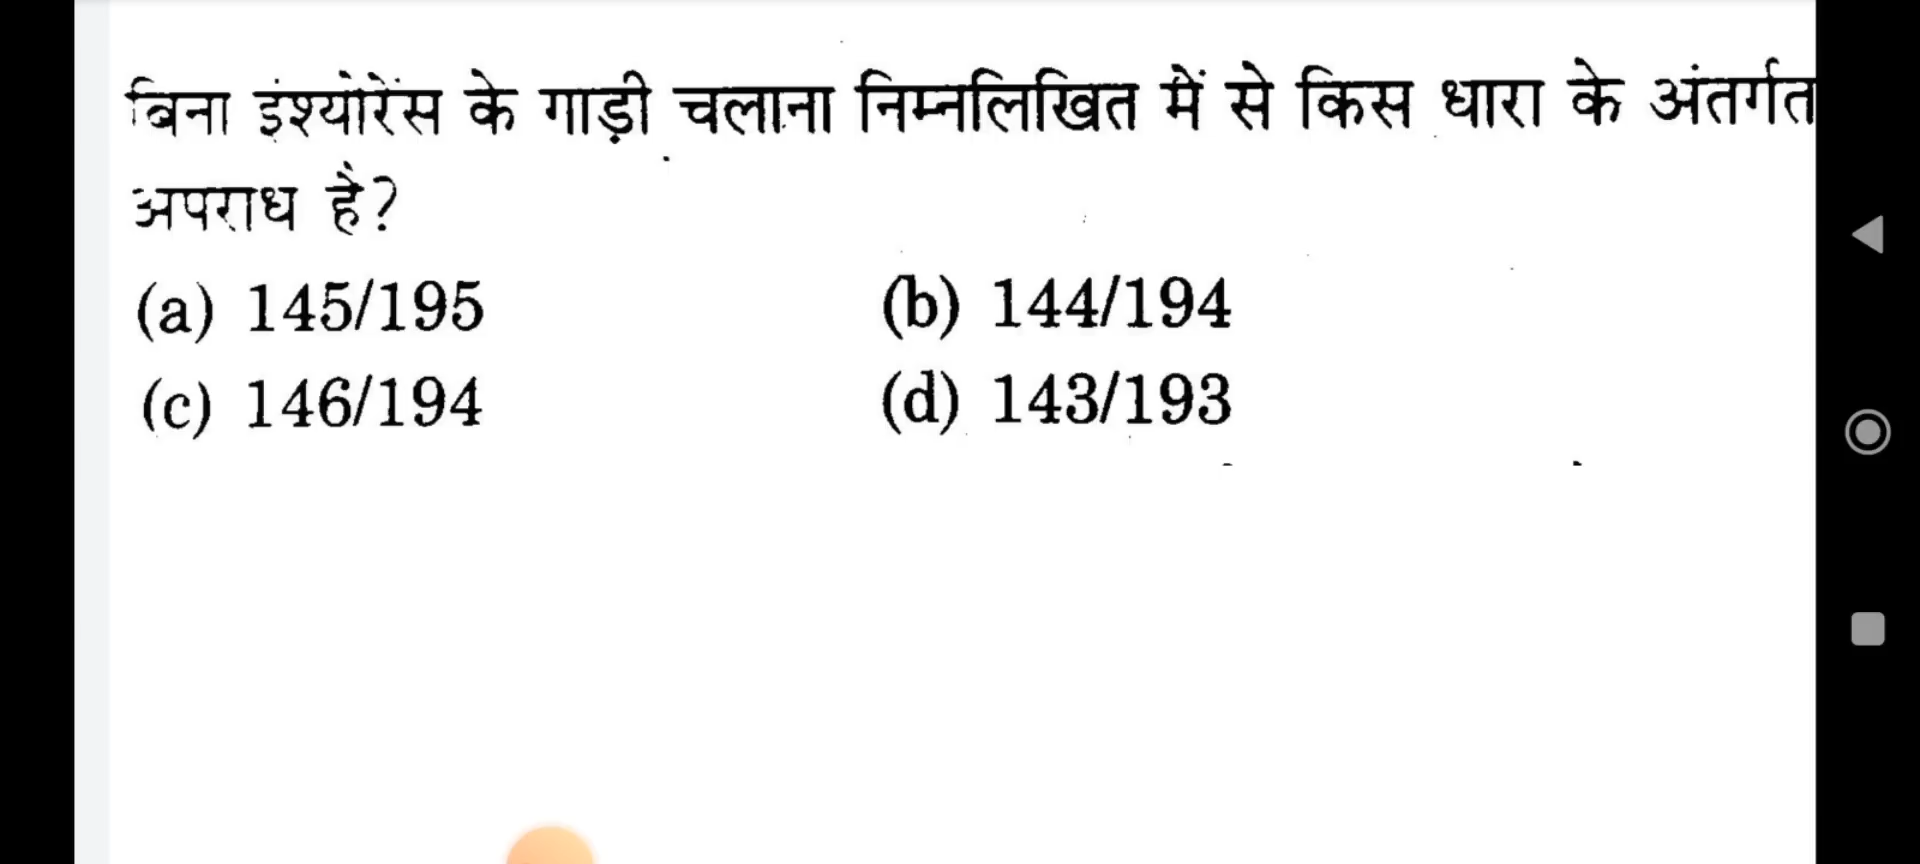 बिना इंश्योरेंस के गाड़ी चलाना निम्नलिखित में से किस धारा के अंतर्गत
अपराध है?
(a) 145/195 (b) 144/194
(c) 146/194 (d) 143/193